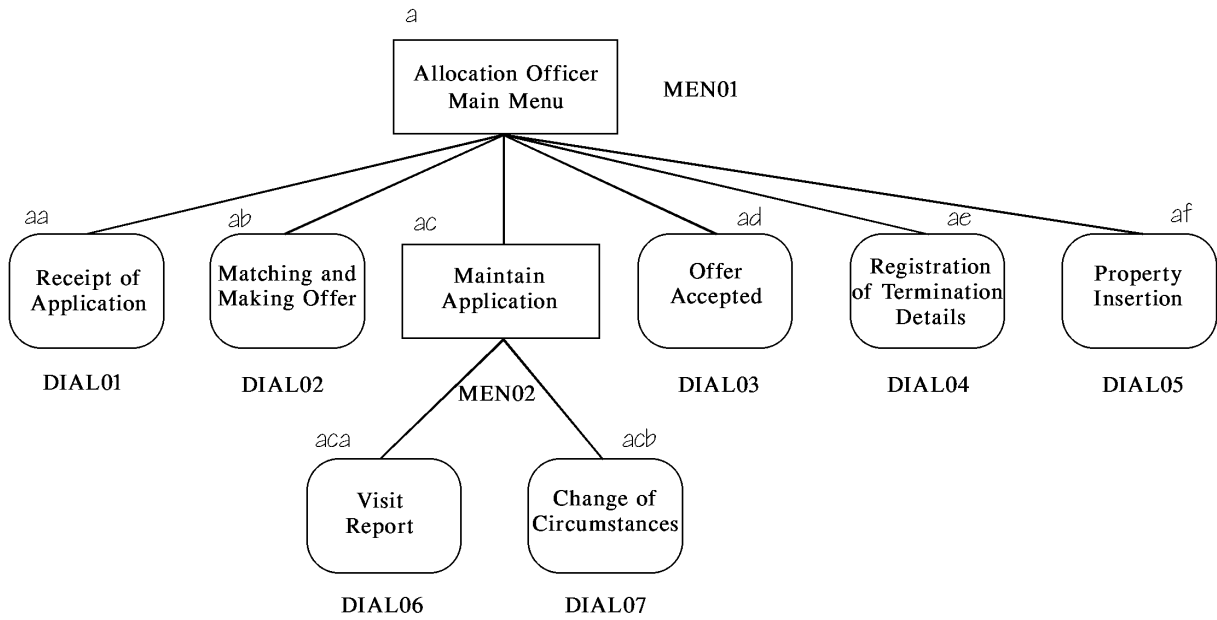 a
Allocation Officer
Main Menu
MEN01
aa
ab
ac
ad
ae
af
Receipt of
Application
Matching and
Making Offer
Maintain
Application
Offer
Accepted
Registration
of Termination
Details
Property
Insertion
DIAL01
DIAL02
MEN02
DIAL03
DIAL04
DIAL05
aca
acb
Visit
Report
Change of
Circumstances
DIAL06
DIAL07